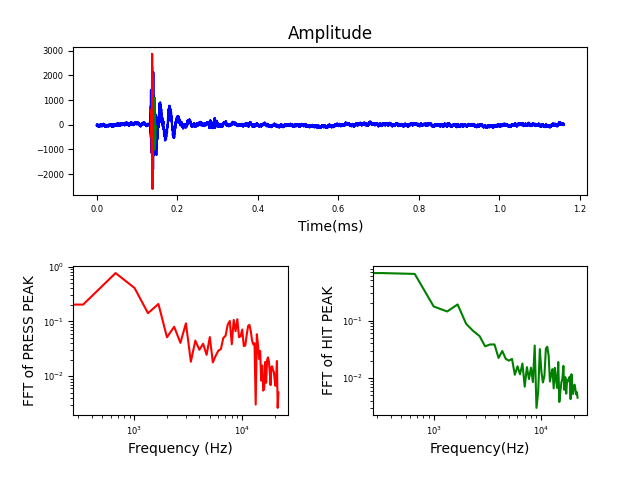 Amplitude
3000
2000
1000
0
−1000
−2000
0.0 0.2 0.4 0.6 0.8 1.0 1.2
Time(ms)
FFT of PRESS PEAK
10⁰
10⁻¹
10⁻²
10³ 10⁴
Frequency (Hz)
FFT of HIT PEAK
10⁻¹
10⁻²
10³ 10⁴
Frequency(Hz)